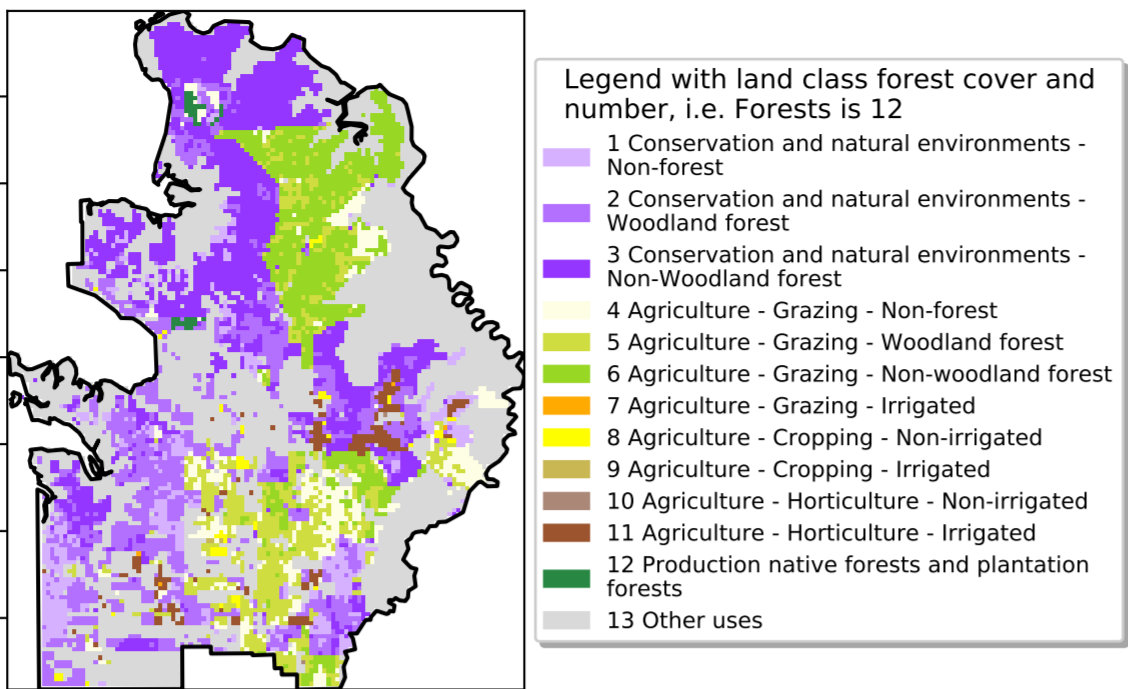 Legend with land class forest cover and
number, i.e. Forests is 12
1 Conservation and natural environments -
Non-forest
2 Conservation and natural environments -
Woodland forest
3 Conservation and natural environments -
Non-Woodland forest
4 Agriculture - Grazing - Non-forest
5 Agriculture - Grazing - Woodland forest
6 Agriculture - Grazing - Non-woodland forest
7 Agriculture - Grazing - Irrigated
8 Agriculture - Cropping - Non-irrigated
9 Agriculture - Cropping - Irrigated
10 Agriculture - Horticulture - Non-irrigated
11 Agriculture - Horticulture - Irrigated
12 Production native forests and plantation
forests
13 Other uses